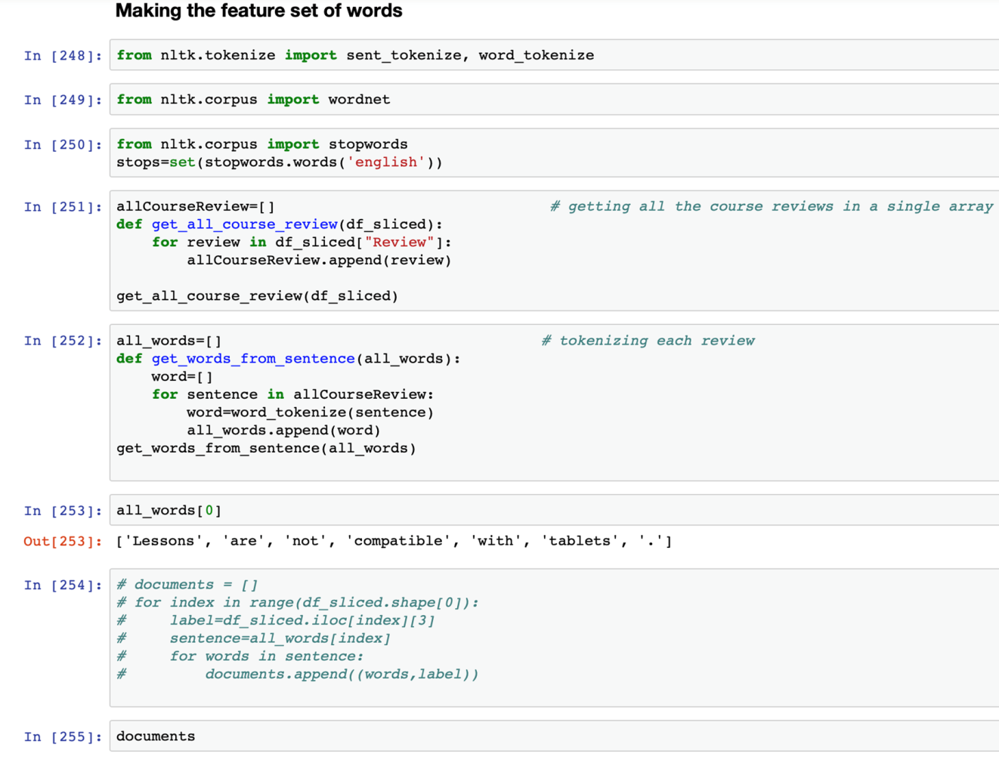 Making the feature set of words
In [248]: from nltk.tokenize import sent_tokenize, word_tokenize
In [249]: from nltk.corpus import wordnet
In [250]: from nltk.corpus import stopwords
stops=set(stopwords.words('english'))
In [251]: allCourseReview=[] # getting all the course reviews in a single array
def get_all_course_review(df_sliced):
    for review in df_sliced["Review"]:
        allCourseReview.append(review)
get_all_course_review(df_sliced)
In [252]: all_words=[] # tokenizing each review
def get_words_from_sentence(all_words):
    word=[]
    for sentence in allCourseReview:
        word=word_tokenize(sentence)
        all_words.append(word)
get_words_from_sentence(all_words)
In [253]: all_words[0]
Out[253]: ['Lessons', 'are', 'not', 'compatible', 'with', 'tablets', '.']
In [254]: # documents = []
# for index in range(df_sliced.shape[0]):
#     label=df_sliced.iloc[index][3]
#     sentence=all_words[index]
#     for words in sentence:
#         documents.append((words,label))
In [255]: documents